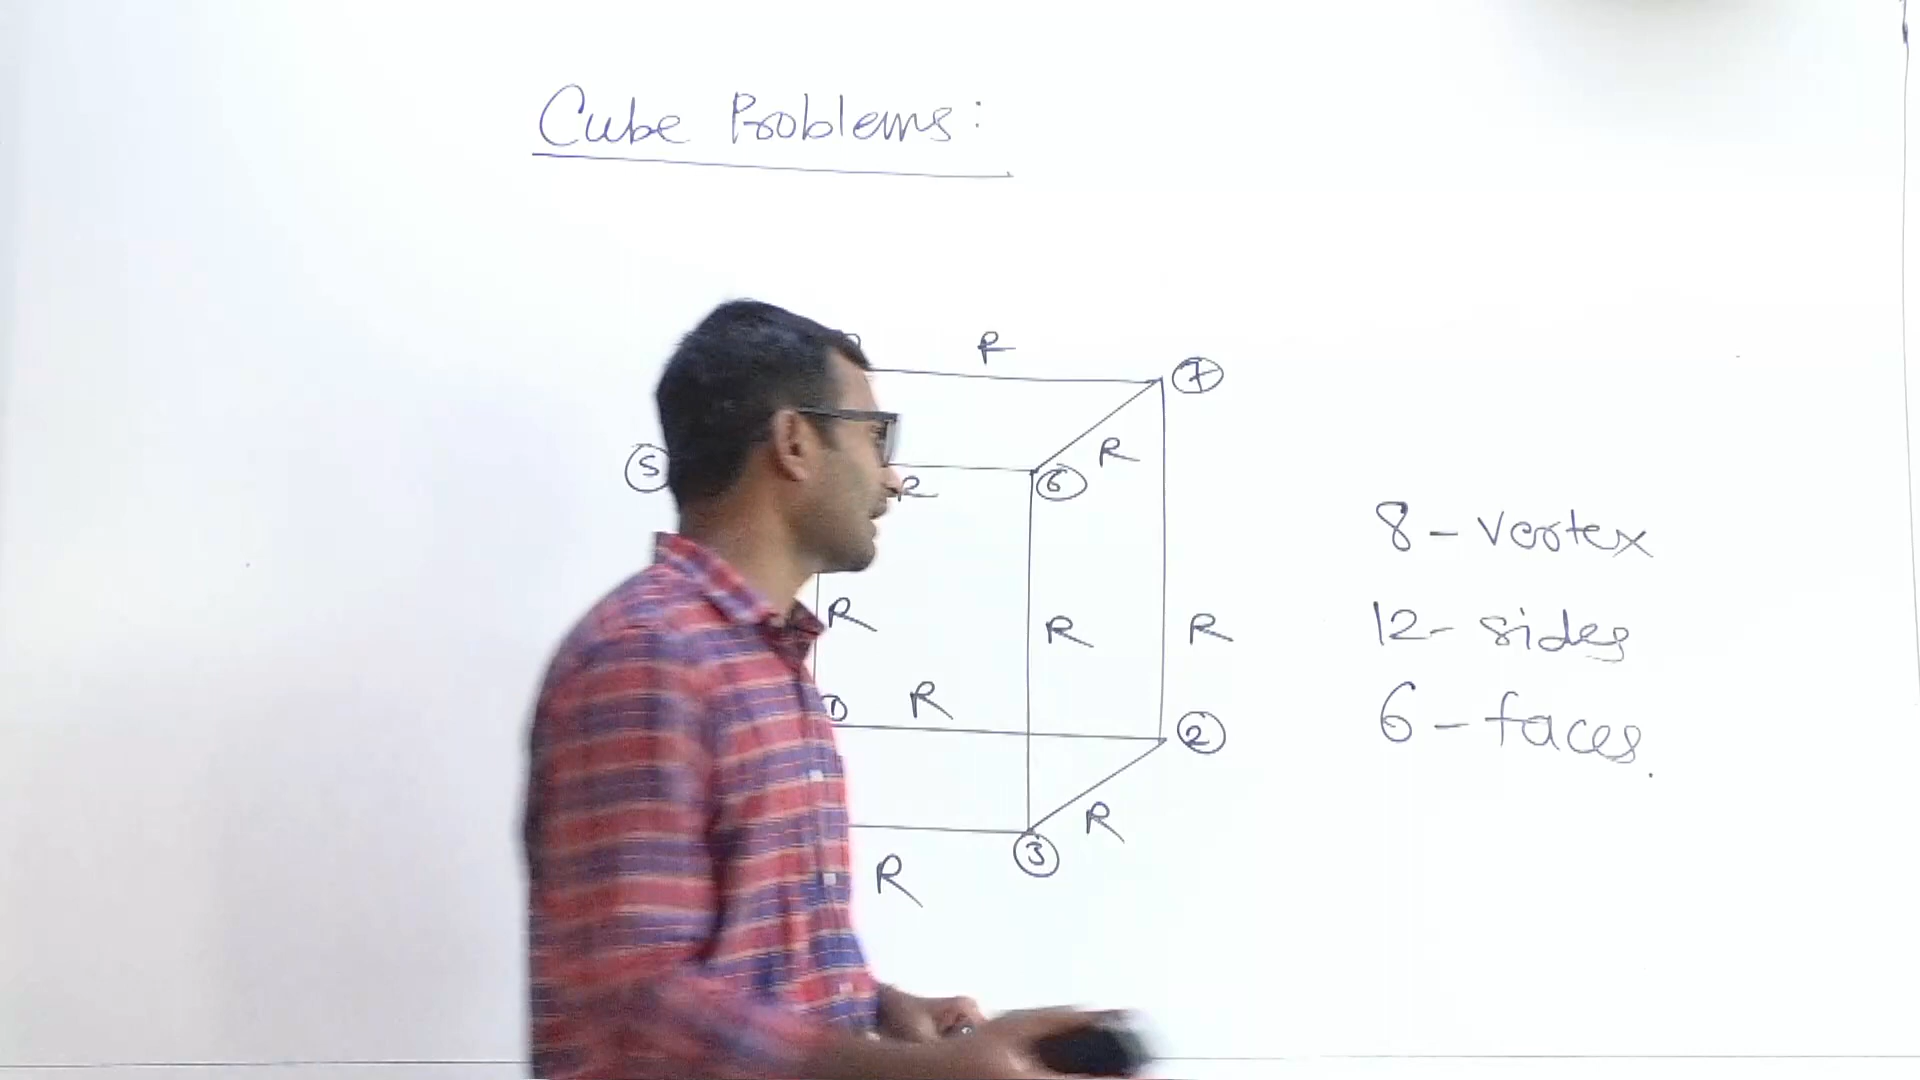 Cube Problems:
R
7
R
5
R
6
8 - Vertex
R
R
R
12- sides
R
2
6 - faces.
R
3
R